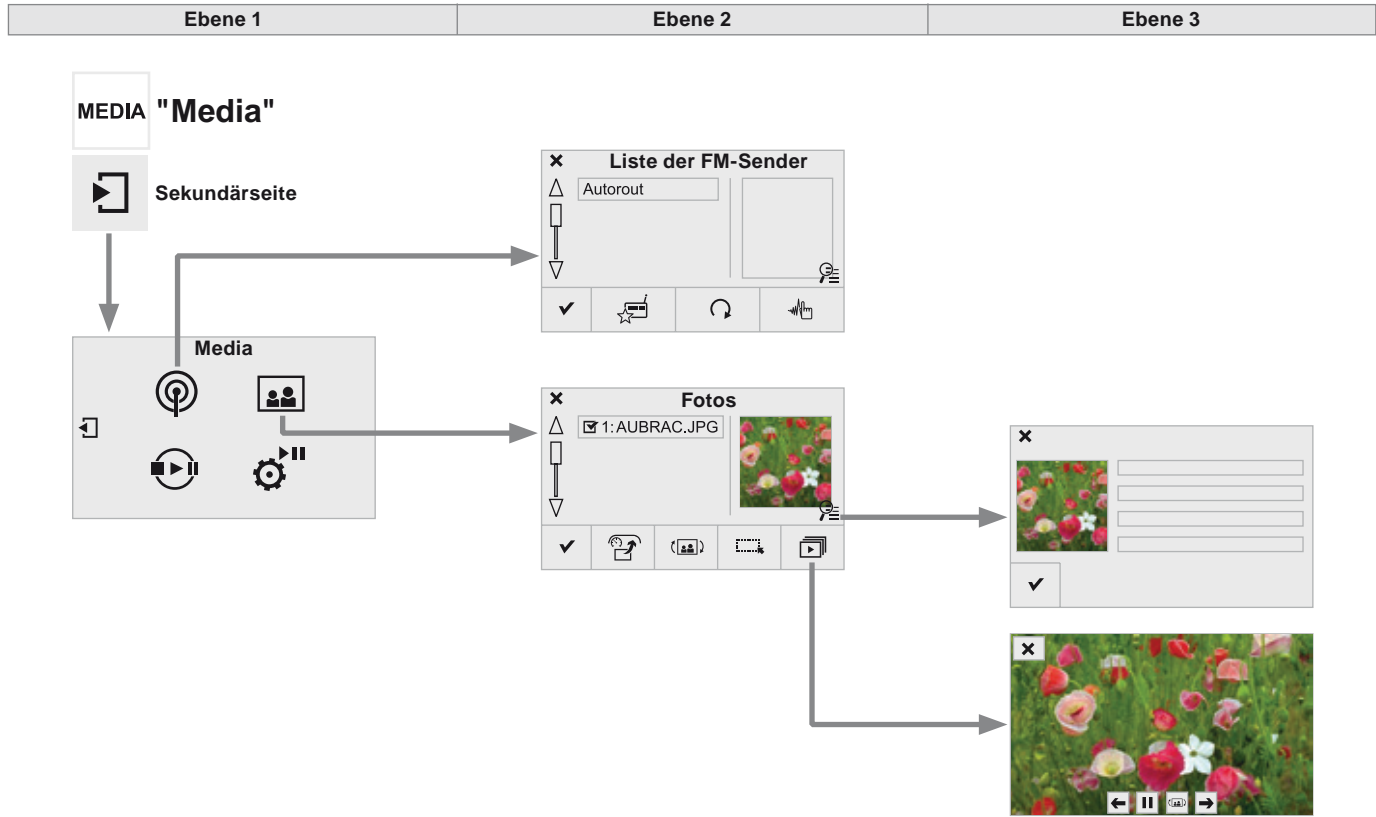 Ebene 1
Ebene 2
Ebene 3
MEDIA "Media"
Sekundärseite
Liste der FM-Sender
Autorout
Media
Fotos
1: AUBRAC.JPG